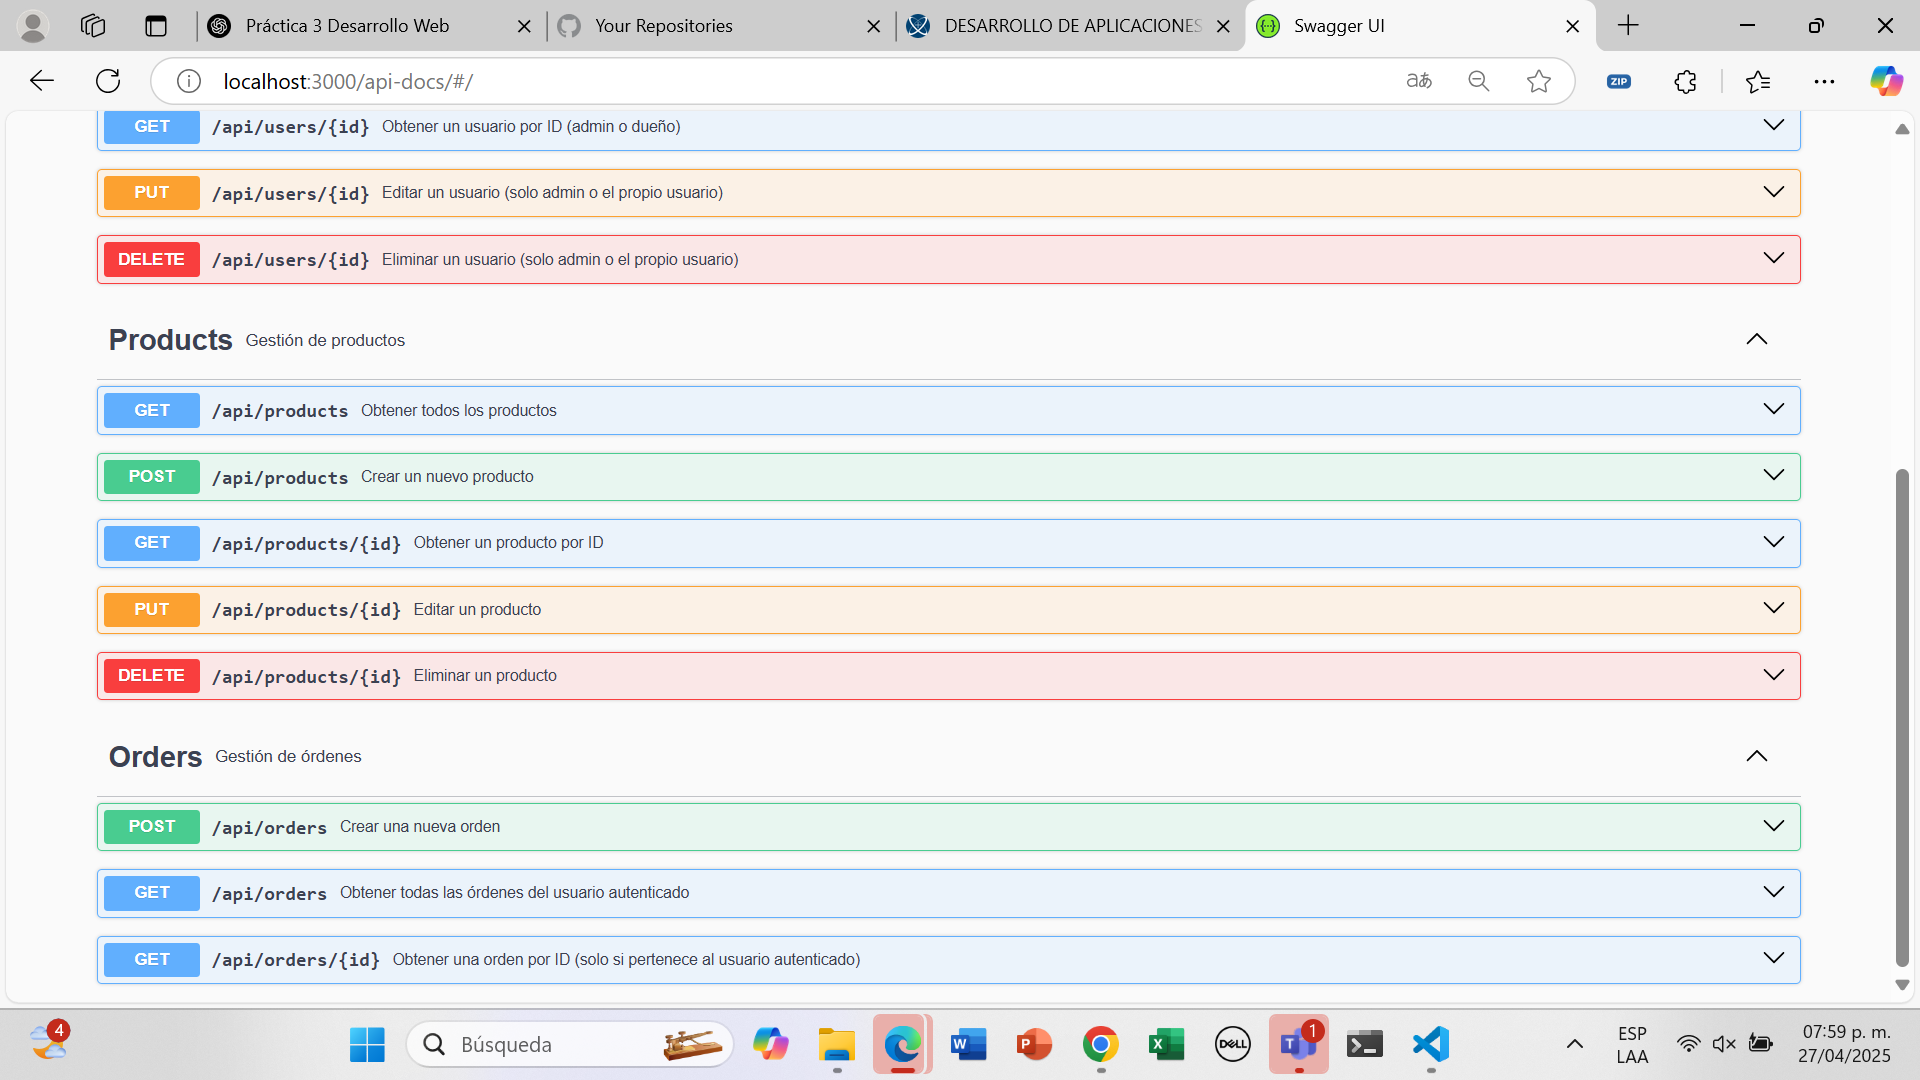 Práctica 3 Desarrollo Web
Your Repositories
DESARROLLO DE APLICACIONES
Swagger UI
localhost:3000/api-docs/#/
aあ
ZIP
GET /api/users/{id} Obtener un usuario por ID (admin o dueño)
PUT /api/users/{id} Editar un usuario (solo admin o el propio usuario)
DELETE /api/users/{id} Eliminar un usuario (solo admin o el propio usuario)
Products Gestión de productos
GET /api/products Obtener todos los productos
POST /api/products Crear un nuevo producto
GET /api/products/{id} Obtener un producto por ID
PUT /api/products/{id} Editar un producto
DELETE /api/products/{id} Eliminar un producto
Orders Gestión de órdenes
POST /api/orders Crear una nueva orden
GET /api/orders Obtener todas las órdenes del usuario autenticado
GET /api/orders/{id} Obtener una orden por ID (solo si pertenece al usuario autenticado)
4
Búsqueda
W
P
X
DELL
T
1
ESP
LAA
07:59 p. m.
27/04/2025